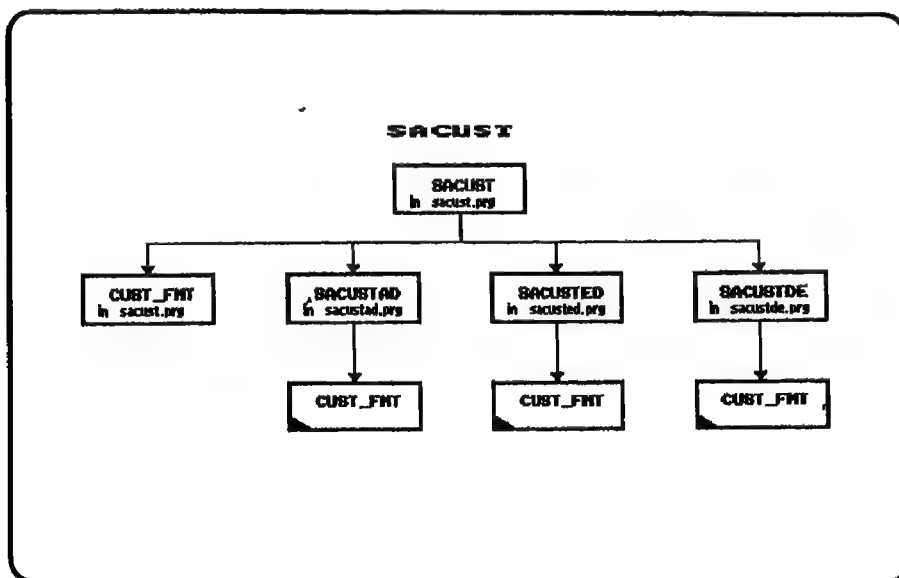 SACUST
SACUST
in sacust.prg
CUST_FMT
in sacust.prg
SACUSTAD
in sacustad.prg
SACUSTED
in sacusted.prg
SACUSTDE
in sacustde.prg
CUST_FMT
CUST_FMT
CUST_FMT